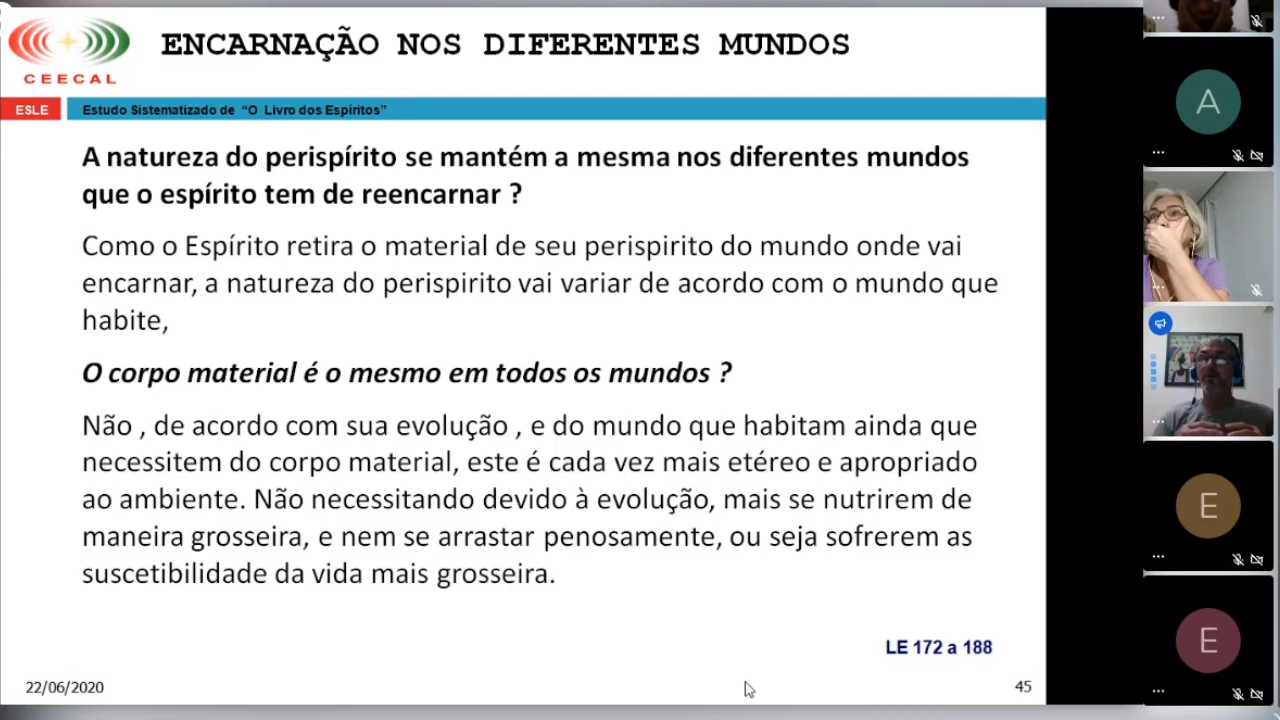 ENCARNAÇÃO NOS DIFERENTES MUNDOS
CEECAL
ESLE
Estudo Sistematizado de “O Livro dos Espíritos”
A natureza do perispírito se mantém a mesma nos diferentes mundos
que o espírito tem de reencarnar ?
Como o Espírito retira o material de seu perispirito do mundo onde vai
encarnar, a natureza do perispirito vai variar de acordo com o mundo que
habite,
O corpo material é o mesmo em todos os mundos ?
Não , de acordo com sua evolução , e do mundo que habitam ainda que
necessitem do corpo material, este é cada vez mais etéreo e apropriado
ao ambiente. Não necessitando devido à evolução, mais se nutrirem de
maneira grosseira, e nem se arrastar penosamente, ou seja sofrerem as
suscetibilidade da vida mais grosseira.
LE 172 a 188
22/06/2020
45
A
E
E